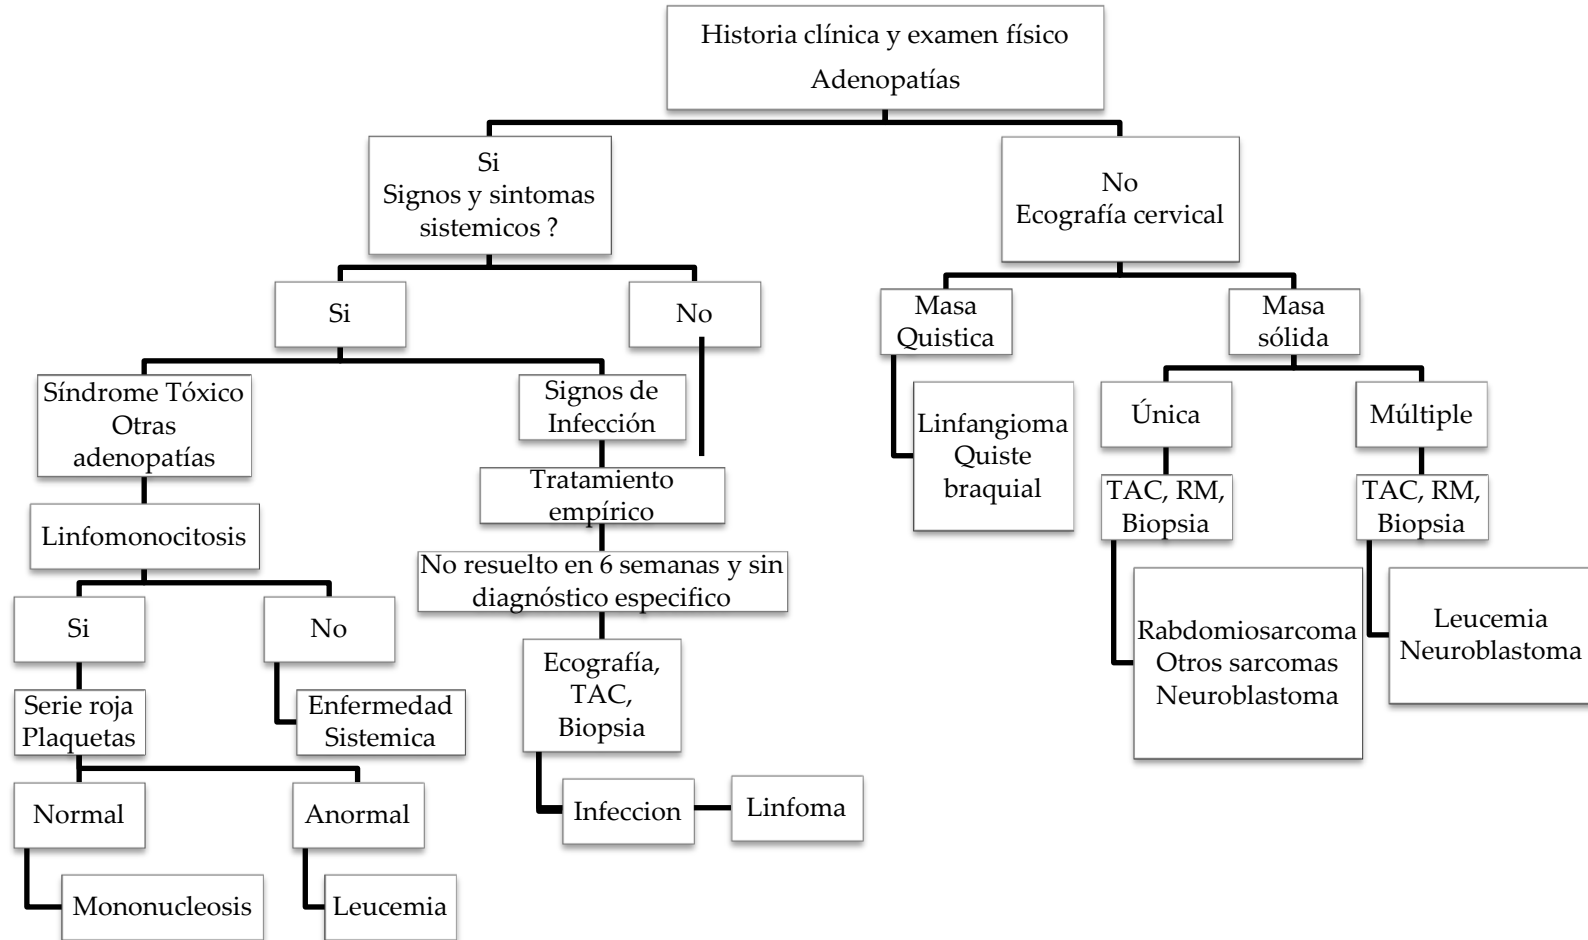 Historia clínica y examen físico
Adenopatías
Si
Signos y sintomas
sistemicos ?
No
Ecografía cervical
Si
No
Masa
Quistica
Masa
sólida
Síndrome Tóxico
Otras
adenopatías
Signos de
Infección
Linfangioma
Quiste
braquial
Única
Múltiple
Linfomonocitosis
Tratamiento
empírico
TAC, RM,
Biopsia
TAC, RM,
Biopsia
No resuelto en 6 semanas y sin
diagnóstico especifico
Si
No
Rabdomiosarcoma
Otros sarcomas
Neuroblastoma
Leucemia
Neuroblastoma
Serie roja
Plaquetas
Enfermedad
Sistemica
Ecografía,
TAC,
Biopsia
Normal
Anormal
Infeccion
Linfoma
Mononucleosis
Leucemia